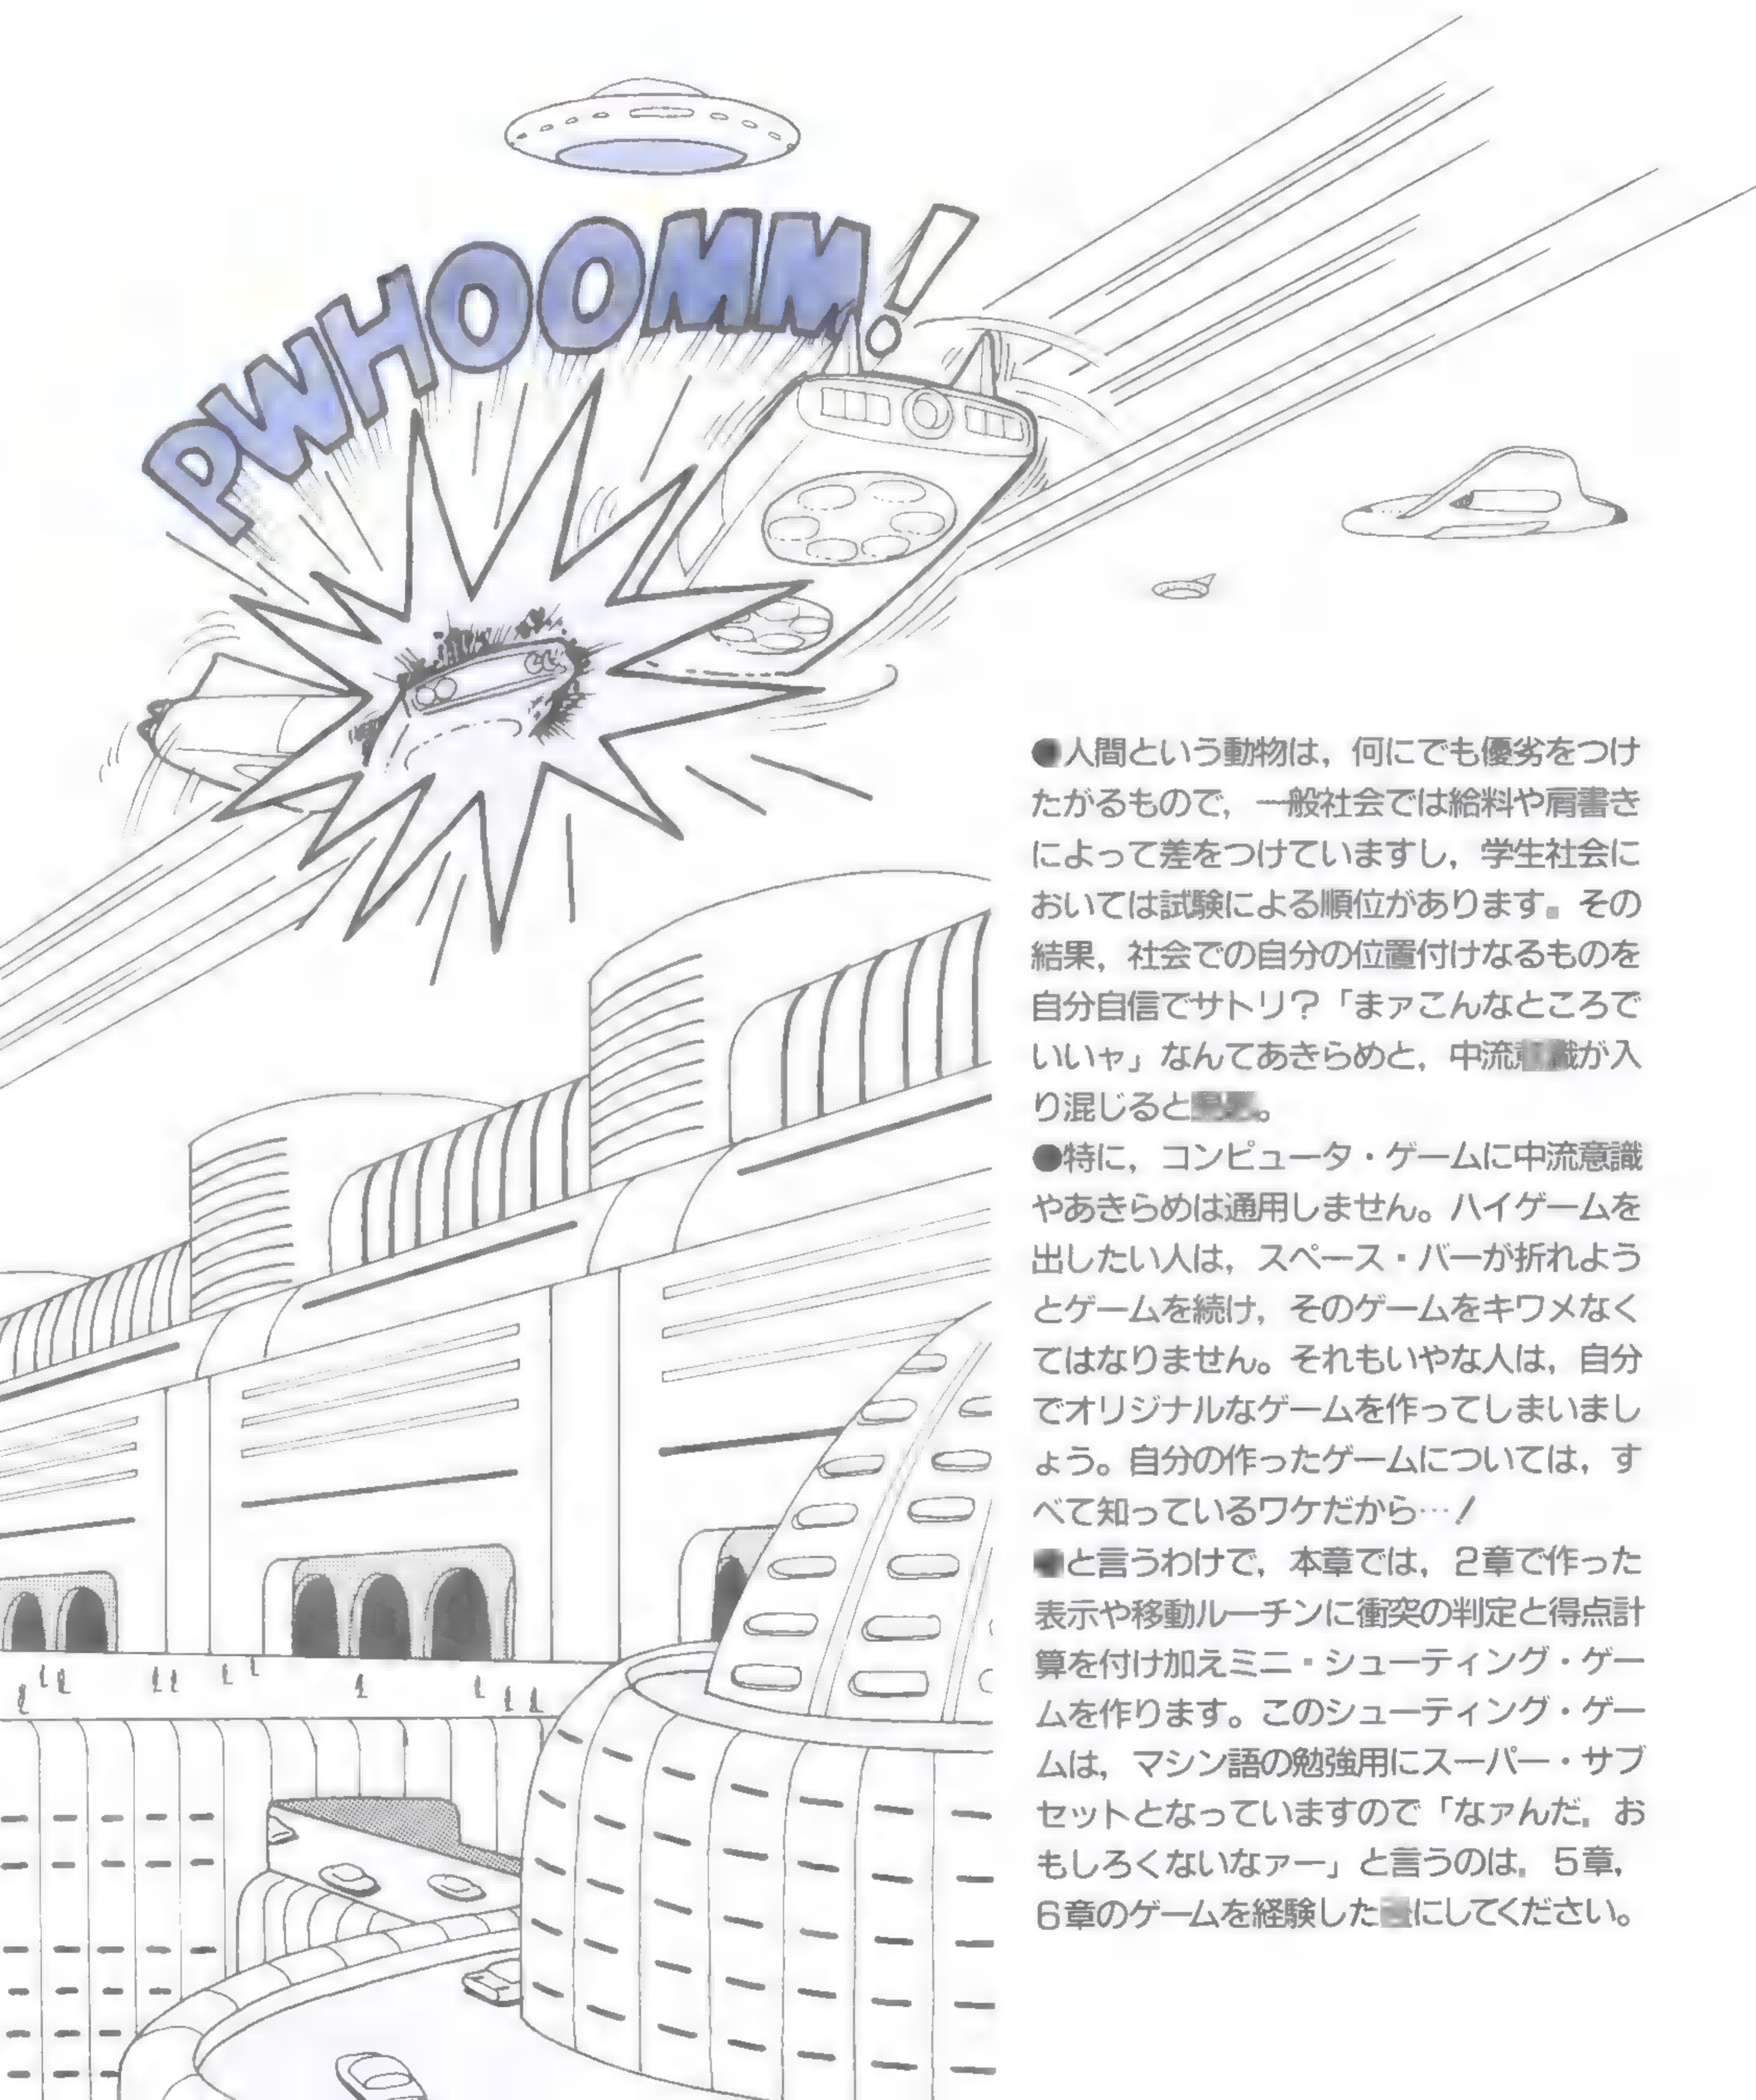 PWHOOMM!
●人間という動物は，何にでも優劣をつけ
たがるもので，一般社会では給料や肩書き
によって差をつけていますし，学生社会に
おいては試験による順位があります。その
結果，社会での自分の位置付けなるものを
自分自信でサトリ？「まァこんなところで
いいャ」なんてあきらめと，中流意識が入
り混じると。
●特に，コンピュータ・ゲームに中流意識
やあきらめは通用しません。ハイゲームを
出したい人は，スペース・バーが折れよう
とゲームを続け，そのゲームをキワメなく
てはなりません。それもいやな人は，自分
でオリジナルなゲームを作ってしまいまし
ょう。自分の作ったゲームについては，す
べて知っているワケだから…！
●と言うわけで，本章では，２章で作った
表示や移動ルーチンに衝突の判定と得点計
算を付け加えミニ・シューティング・ゲー
ムを作ります。このシューティング・ゲー
ムは，マシン語の勉強用にスーパー・サブ
セットとなっていますので「なァんだ，お
もしろくないなァー」と言うのは，５章，
６章のゲームを経験したにしてください。